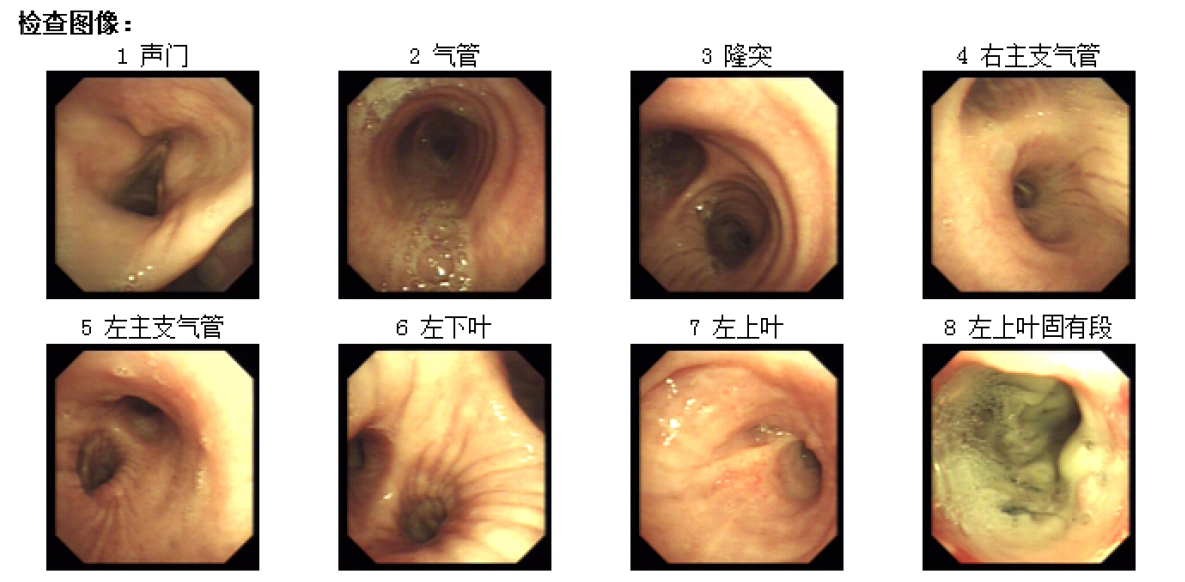 检查图像：
1 声门
2 气管
3 隆突
4 右主支气管
5 左主支气管
6 左下叶
7 左上叶
8 左上叶固有段